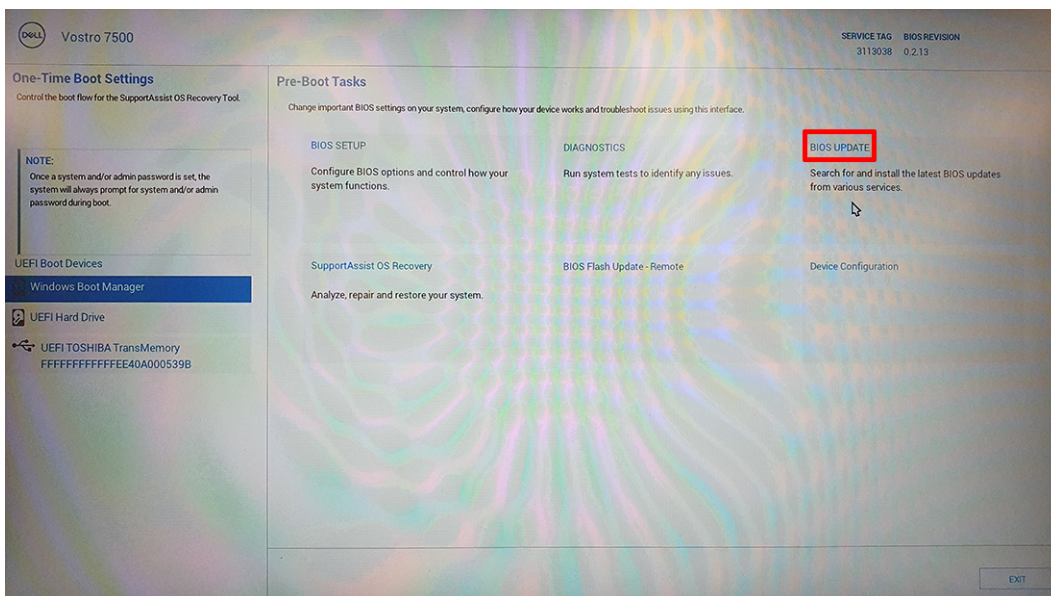 DELL
Vostro 7500
SERVICE TAG BIOS REVISION
3113038 0.2.13
One-Time Boot Settings
Control the boot flow for the SupportAssist OS Recovery Tool.
NOTE:
Once a system and/or admin password is set, the
system will always prompt for system and/or admin
password during boot.
UEFI Boot Devices
Windows Boot Manager
UEFI Hard Drive
UEFI TOSHIBA TransMemory
FFFFFFFFFFFFEE40A000539B
Pre-Boot Tasks
Change important BIOS settings on your system, configure how your device works and troubleshoot issues using this interface.
BIOS SETUP
Configure BIOS options and control how your
system functions.
DIAGNOSTICS
Run system tests to identify any issues.
BIOS UPDATE
Search for and install the latest BIOS updates
from various services.
SupportAssist OS Recovery
Analyze, repair and restore your system.
BIOS Flash Update - Remote
Device Configuration
EXIT